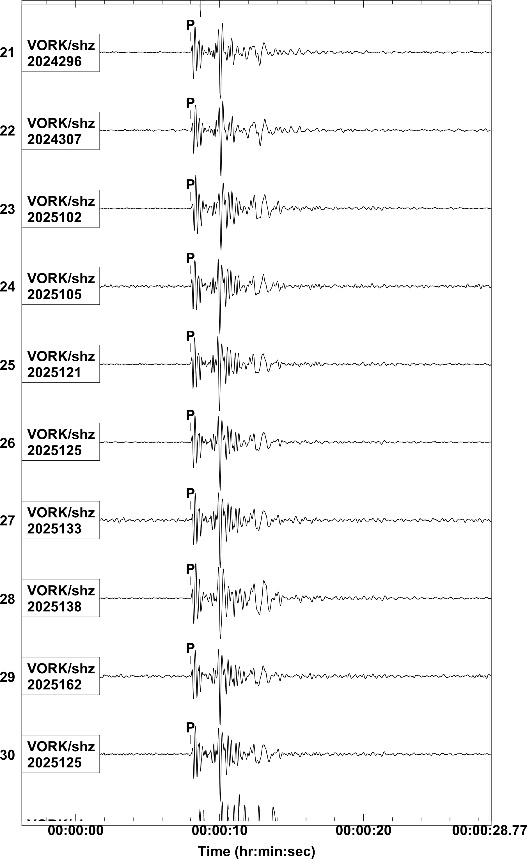 P
21 VORK/shz
2024296
P
22 VORK/shz
2024307
P
23 VORK/shz
2025102
P
24 VORK/shz
2025105
P
25 VORK/shz
2025121
P
26 VORK/shz
2025125
P
27 VORK/shz
2025133
P
28 VORK/shz
2025138
P
29 VORK/shz
2025162
P
30 VORK/shz
2025125
00:00:00 00:00:10 00:00:20 00:00:28.77
Time (hr:min:sec)